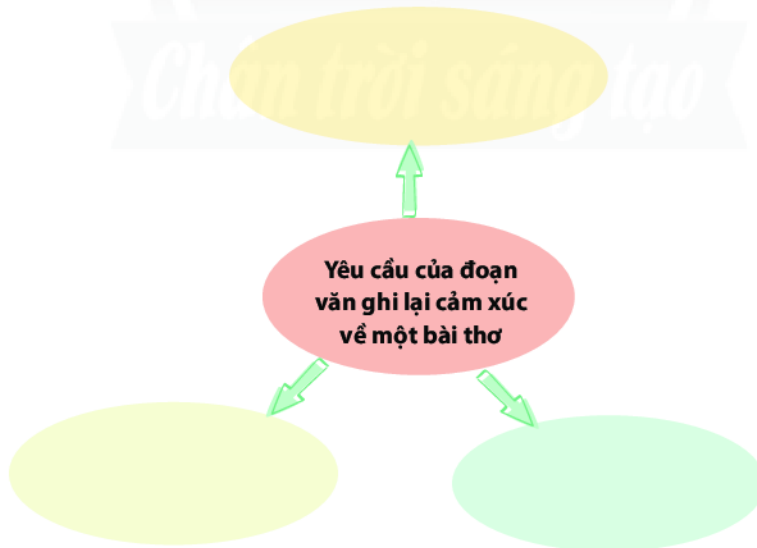 Chân trời sáng tạo
Yêu cầu của đoạn
văn ghi lại cảm xúc
về một bài thơ